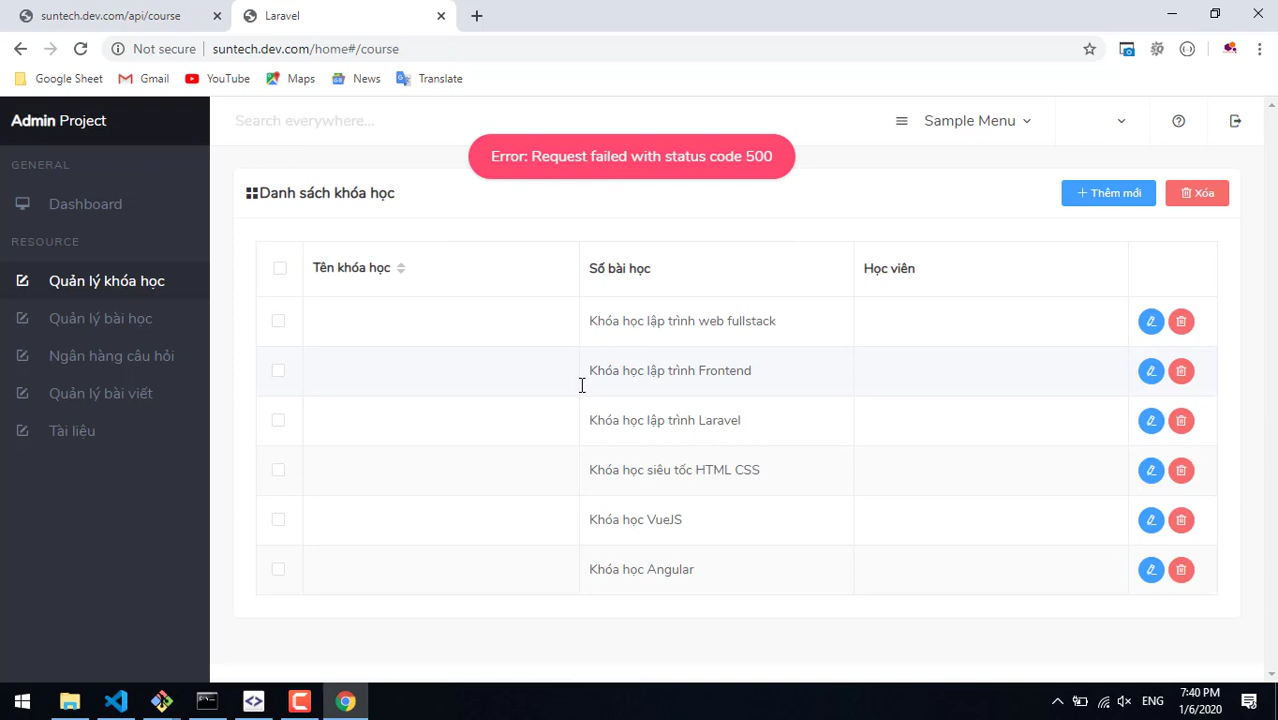 suntech.dev.com/api/course
Laravel
Not secure
suntech.dev.com/home#/course
Google Sheet
Gmail
YouTube
Maps
News
Translate
Admin Project
Search everywhere...
Sample Menu
Error: Request failed with status code 500
GENERAL
Dashboard
RESOURCE
Quản lý khóa học
Quản lý bài học
Ngân hàng câu hỏi
Quản lý bài viết
Tài liệu
Danh sách khóa học
Thêm mới
Xóa
Tên khóa học
Số bài học
Học viên
Khóa học lập trình web fullstack
Khóa học lập trình Frontend
Khóa học lập trình Laravel
Khóa học siêu tốc HTML CSS
Khóa học VueJS
Khóa học Angular
ENG
7:40 PM
1/6/2020